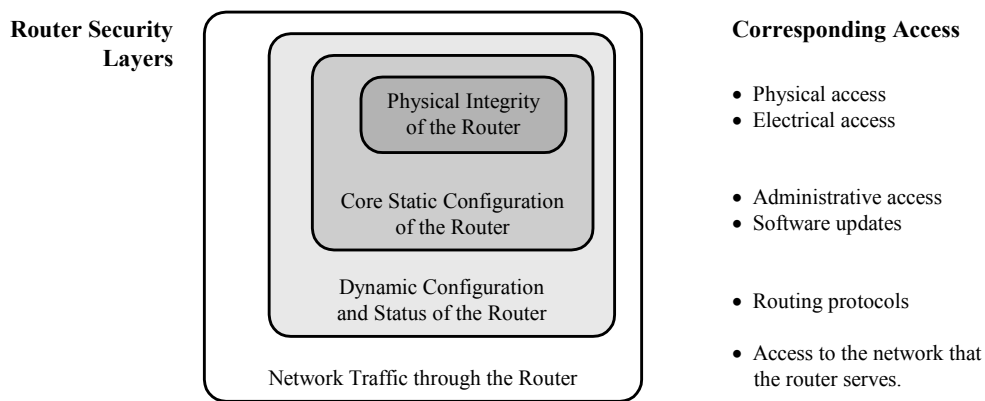 Router Security
Layers
Physical Integrity
of the Router
Core Static Configuration
of the Router
Dynamic Configuration
and Status of the Router
Network Traffic through the Router
Corresponding Access
• Physical access
• Electrical access
• Administrative access
• Software updates
• Routing protocols
• Access to the network that
the router serves.